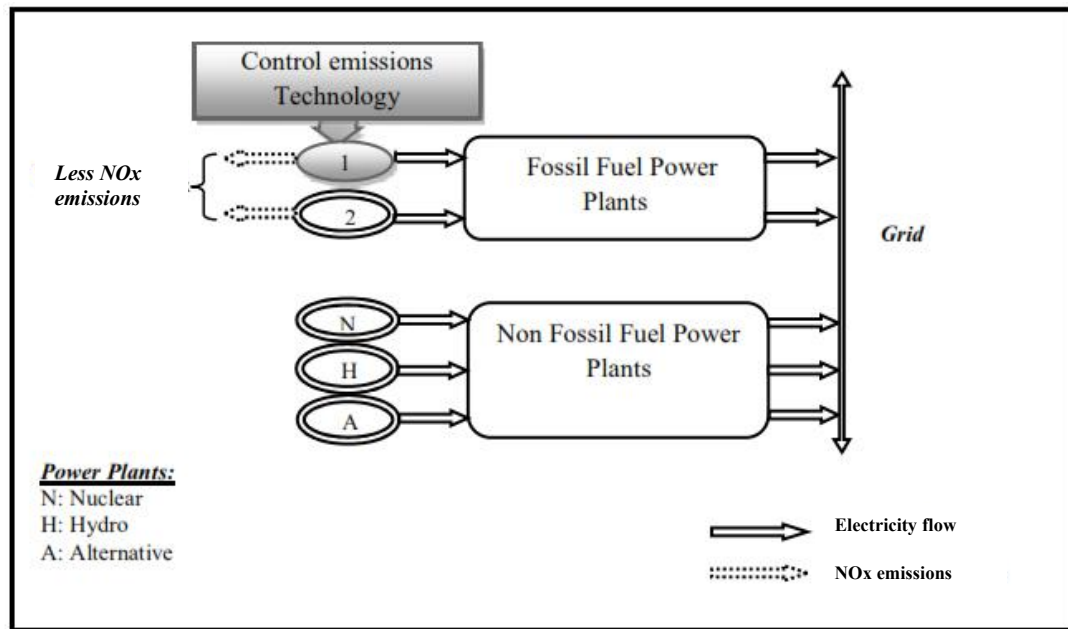 Control emissions
Technology
Less NOx
emissions
1
2
Fossil Fuel Power
Plants
Grid
N
H
A
Non Fossil Fuel Power
Plants
Power Plants:
N: Nuclear
H: Hydro
A: Alternative
Electricity flow
NOx emissions